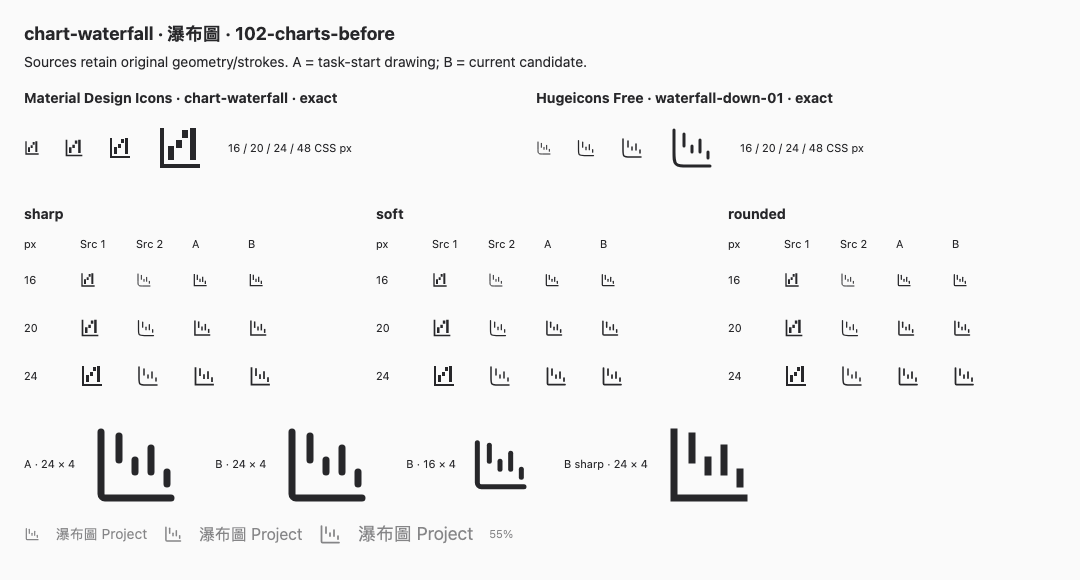 chart-waterfall · 瀑布圖 · 102-charts-before
Sources retain original geometry/strokes. A = task-start drawing; B = current candidate.
Material Design Icons · chart-waterfall · exact
Hugeicons Free · waterfall-down-01 · exact
16 / 20 / 24 / 48 CSS px
16 / 20 / 24 / 48 CSS px
sharp
soft
rounded
px Src 1 Src 2 A B
px Src 1 Src 2 A B
px Src 1 Src 2 A B
16
16
16
20
20
20
24
24
24
A · 24 × 4
B · 24 × 4
B · 16 × 4
B sharp · 24 × 4
瀑布圖 Project
瀑布圖 Project
瀑布圖 Project
55%